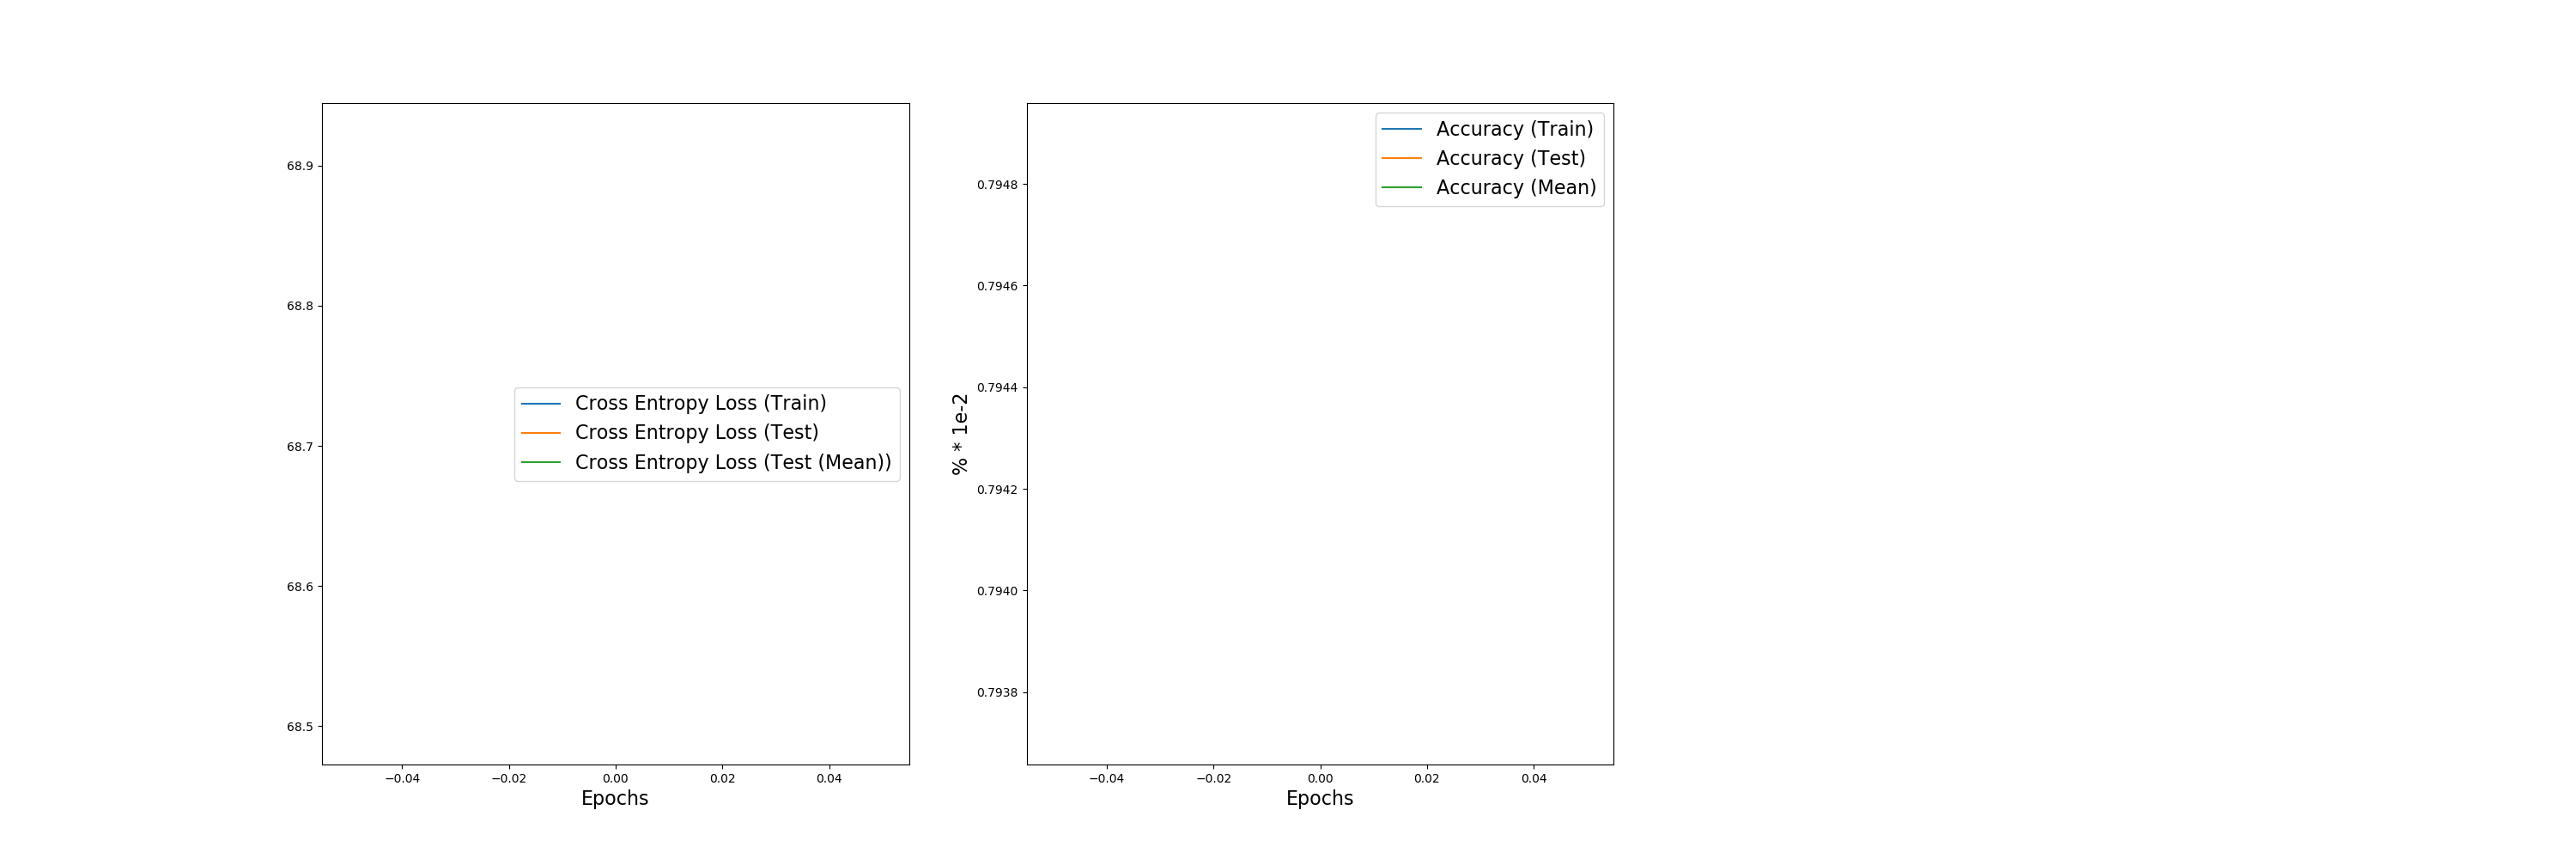 68.9
68.8
68.7
68.6
68.5
Cross Entropy Loss (Train)
Cross Entropy Loss (Test)
Cross Entropy Loss (Test (Mean))
−0.04 −0.02 0.00 0.02 0.04
Epochs
% * 1e-2
0.7948
0.7946
0.7944
0.7942
0.7940
0.7938
Accuracy (Train)
Accuracy (Test)
Accuracy (Mean)
−0.04 −0.02 0.00 0.02 0.04
Epochs